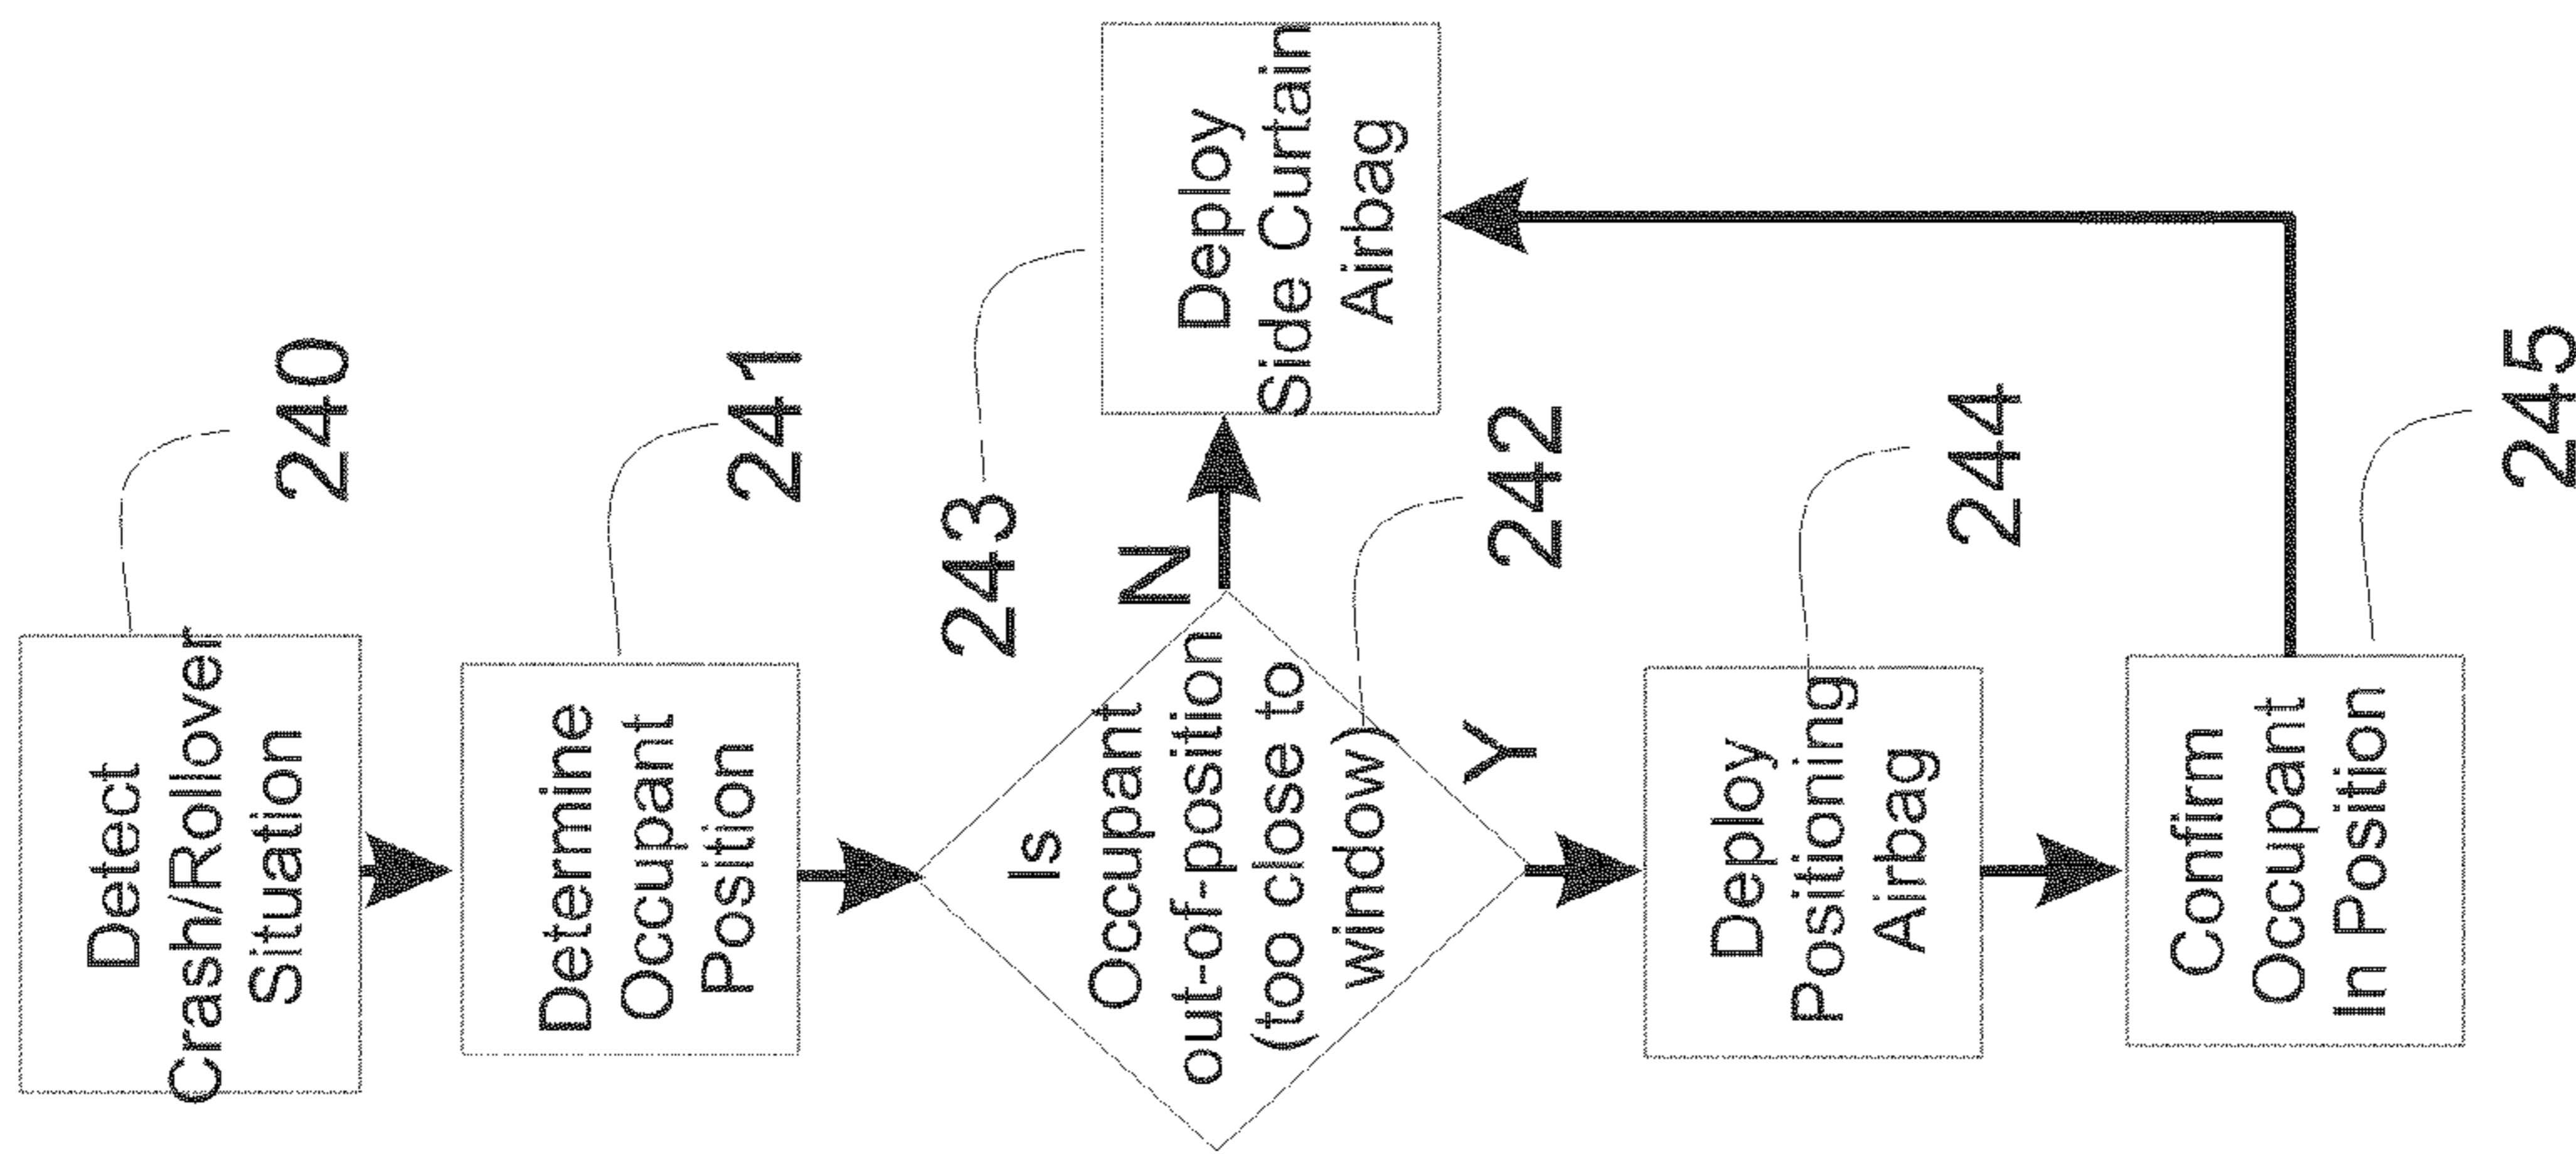 Detect
Crash/Rollover
Situation
240
Determine
Occupant
Position
241
Is
Occupant
out-of-position
(too close to
window)
242
N
243
Deploy
Side Curtain
Airbag
Y
Deploy
Positioning
Airbag
244
Confirm
Occupant
In Position
245